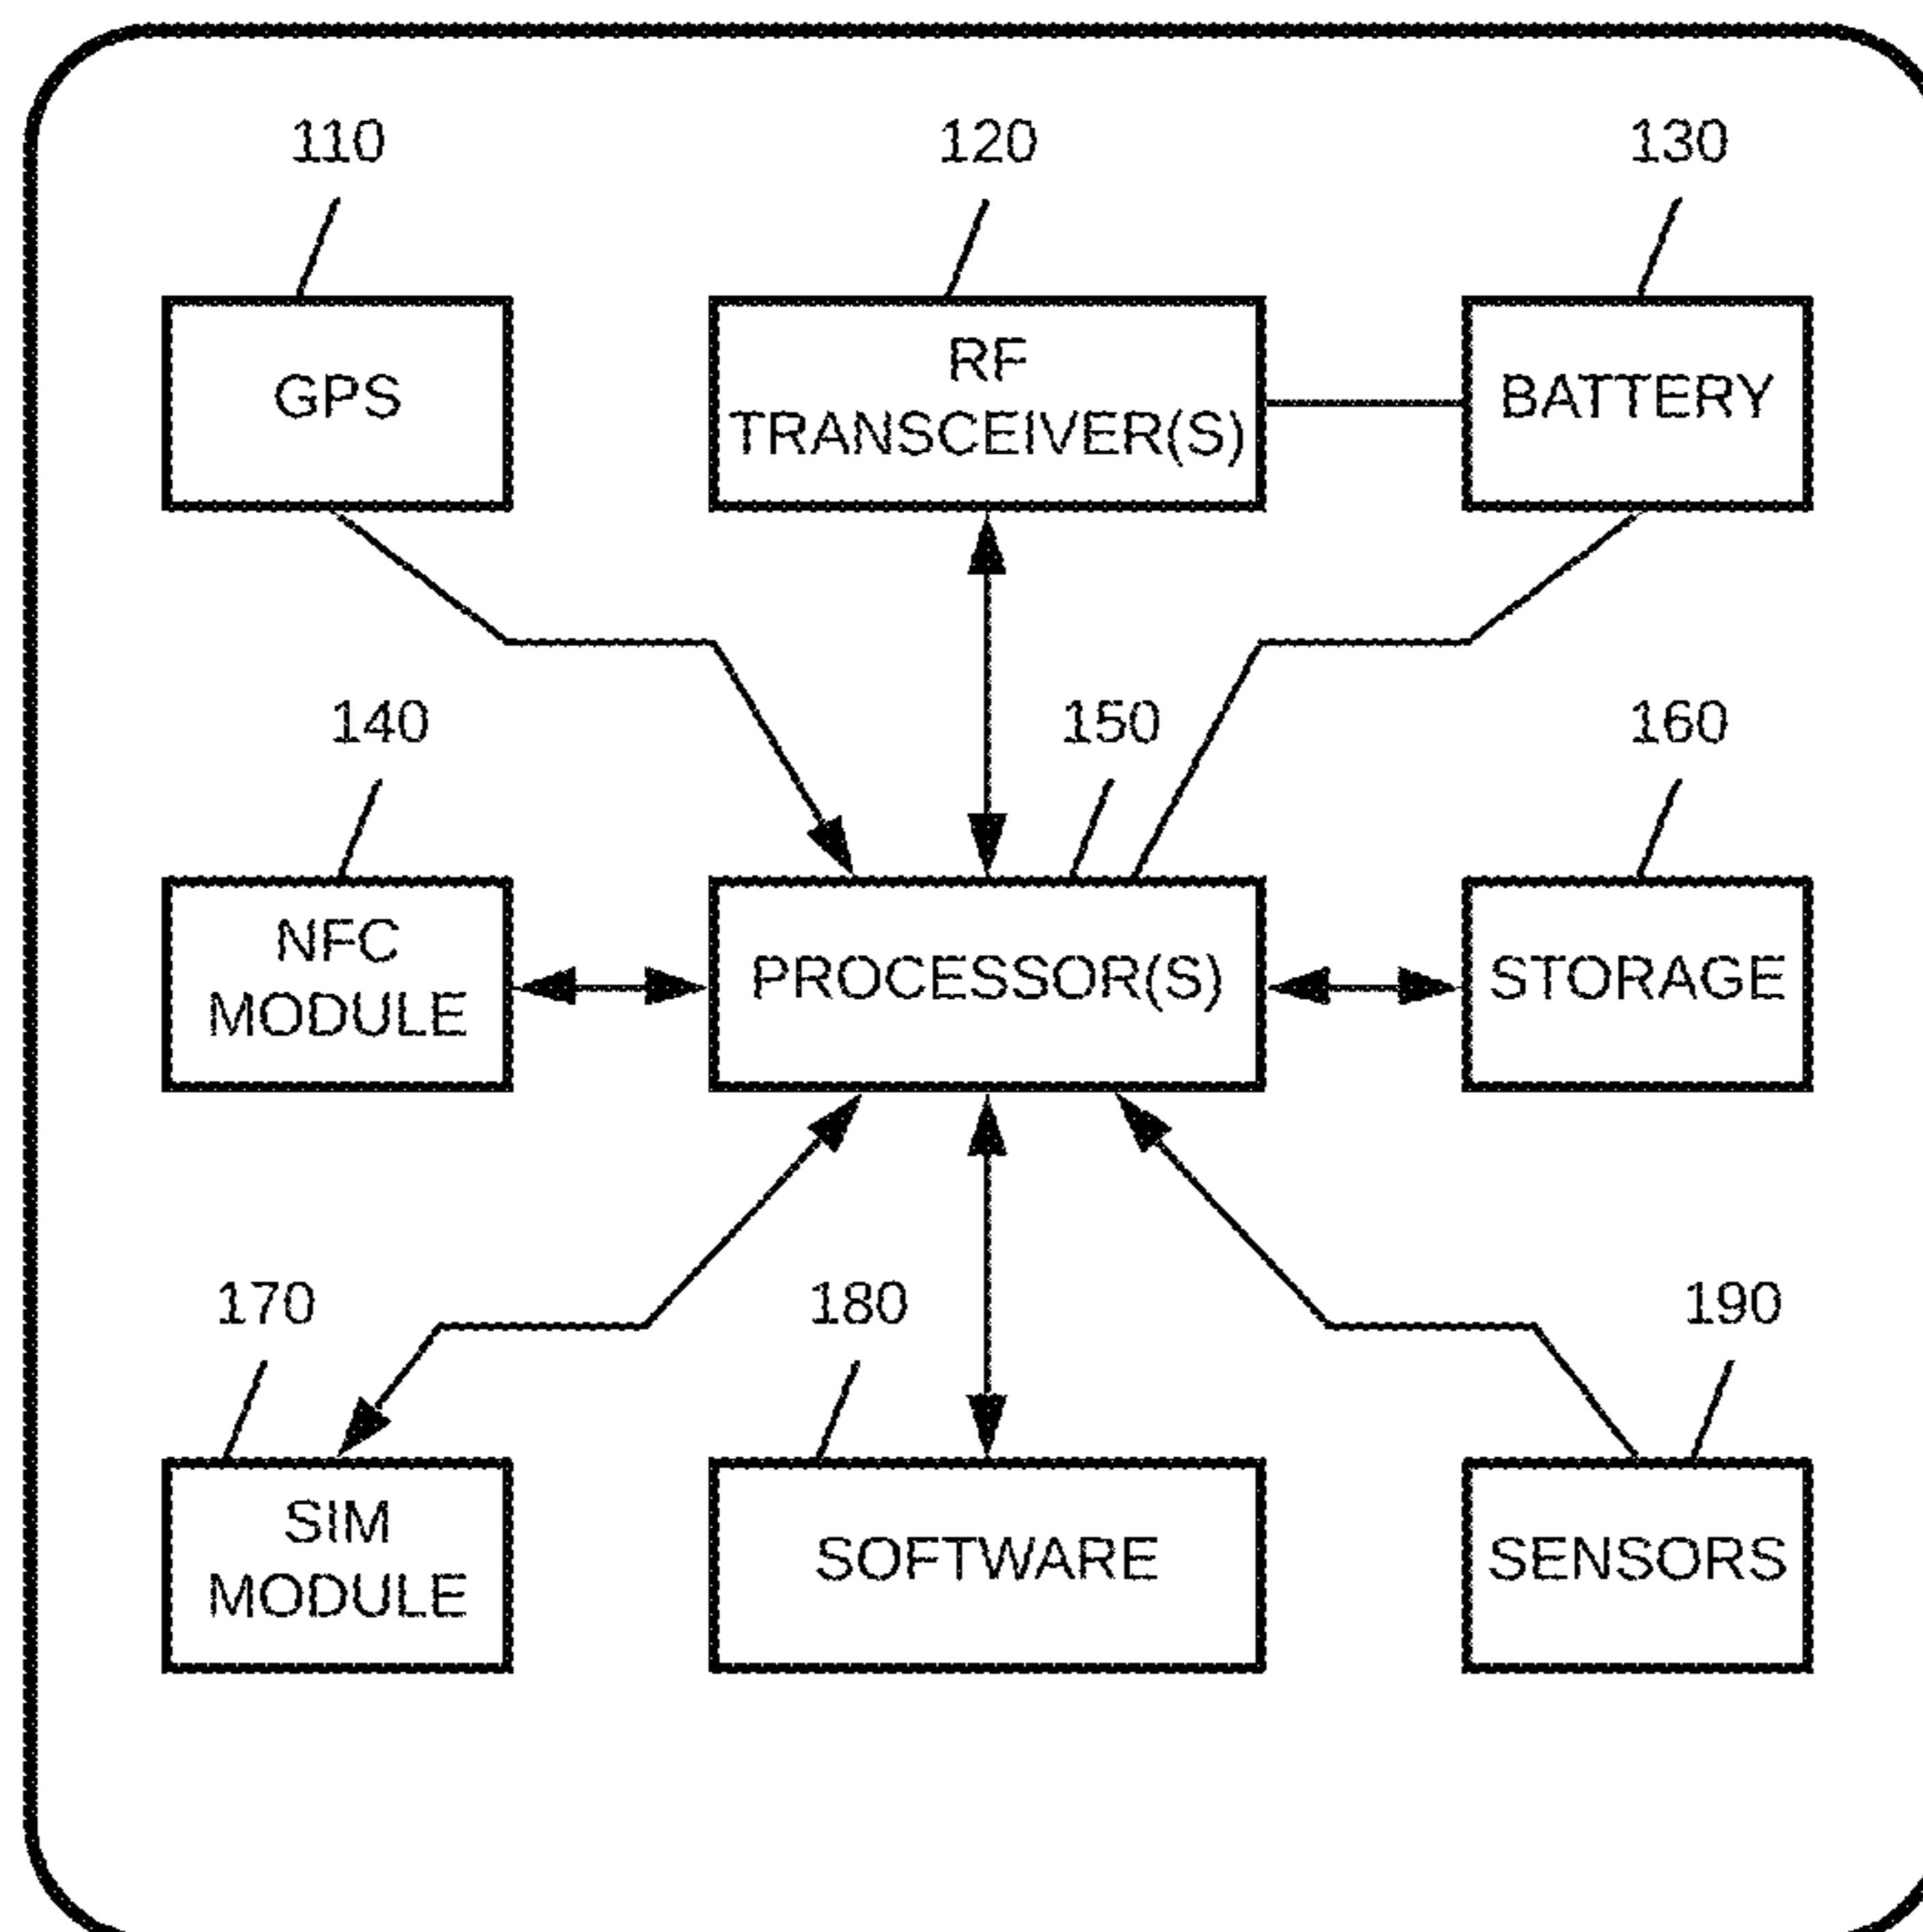 110
120
130
GPS
RF
TRANSCEIVER(S)
BATTERY
140
150
160
NFC
MODULE
PROCESSOR(S)
STORAGE
170
180
190
SIM
MODULE
SOFTWARE
SENSORS